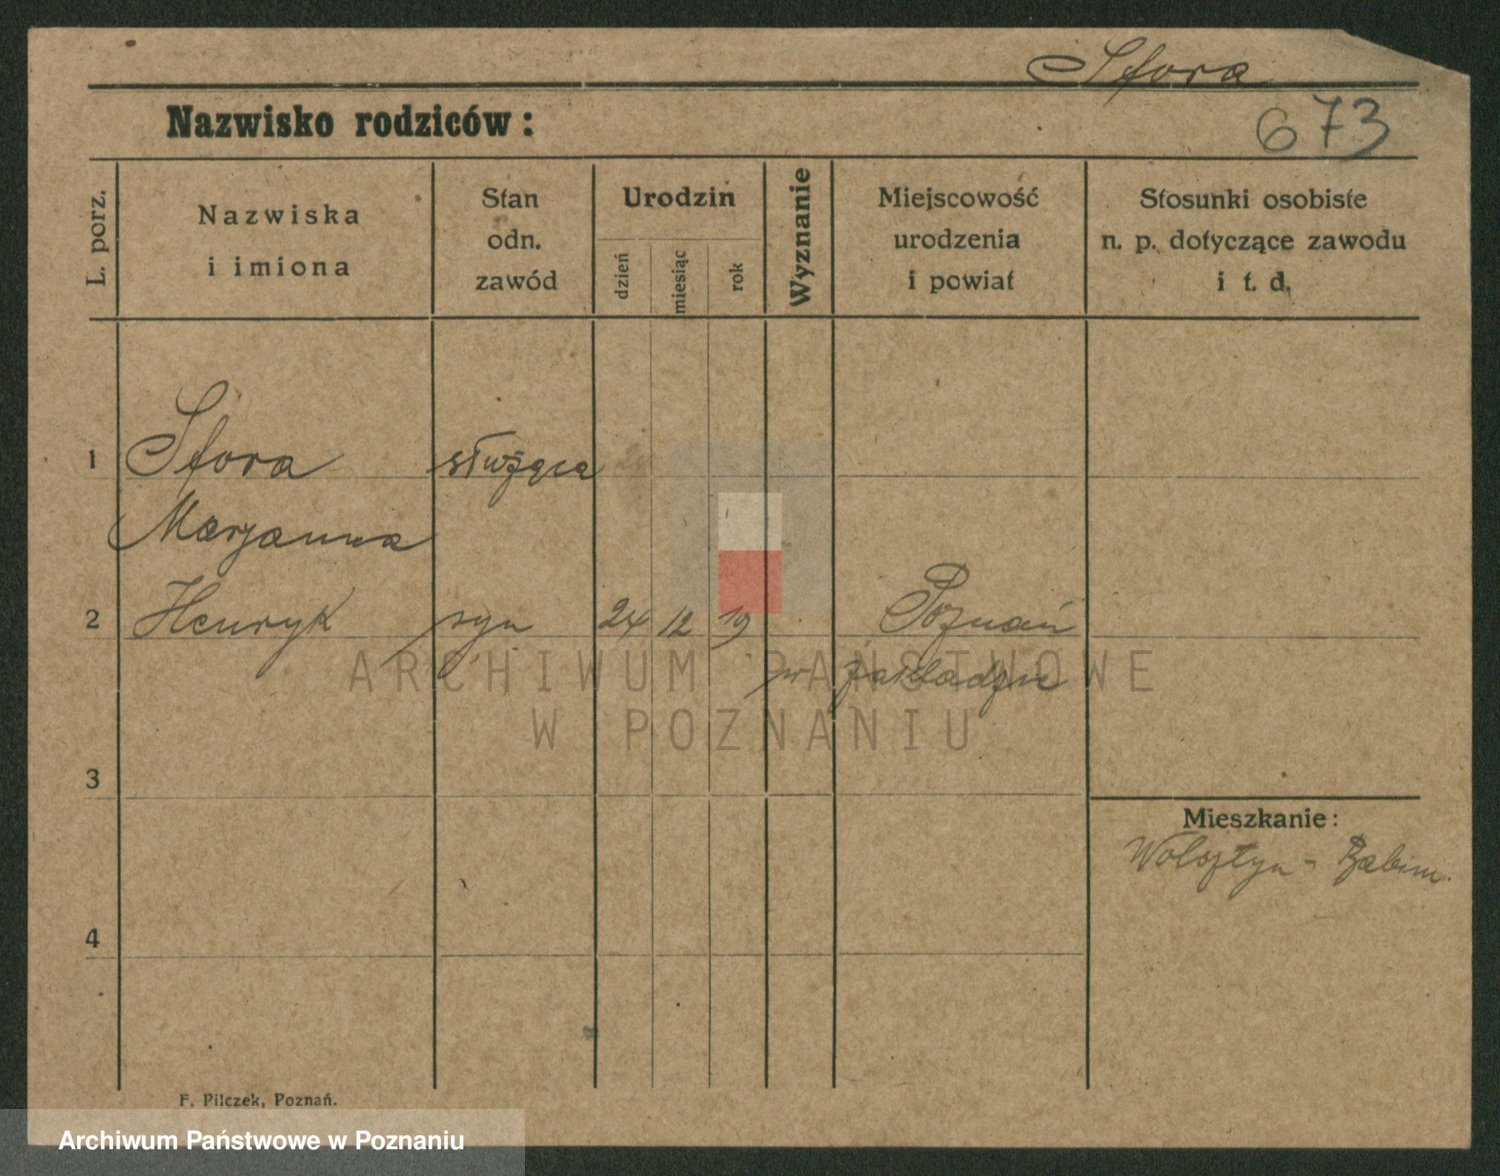 Sfora
Nazwisko rodziców:
673
L. porz.
Nazwiska
i imiona
Stan
odn.
zawód
Urodzin
dzień
miesiąc
rok
Wyznanie
Miejscowość
urodzenia
i powiat
Stosunki osobiste
n. p. dotyczące zawodu
i t. d.
1 Sfora służąca
Marjanna
2 Henryk syn 24 12 19 Poznań
w zakładzie
ARCHIWUM PAŃSTWOWE
W POZNANIU
3
Mieszkanie:
Wolsztyn -
4
F. Pilczek, Poznań.
Archiwum Państwowe w Poznaniu